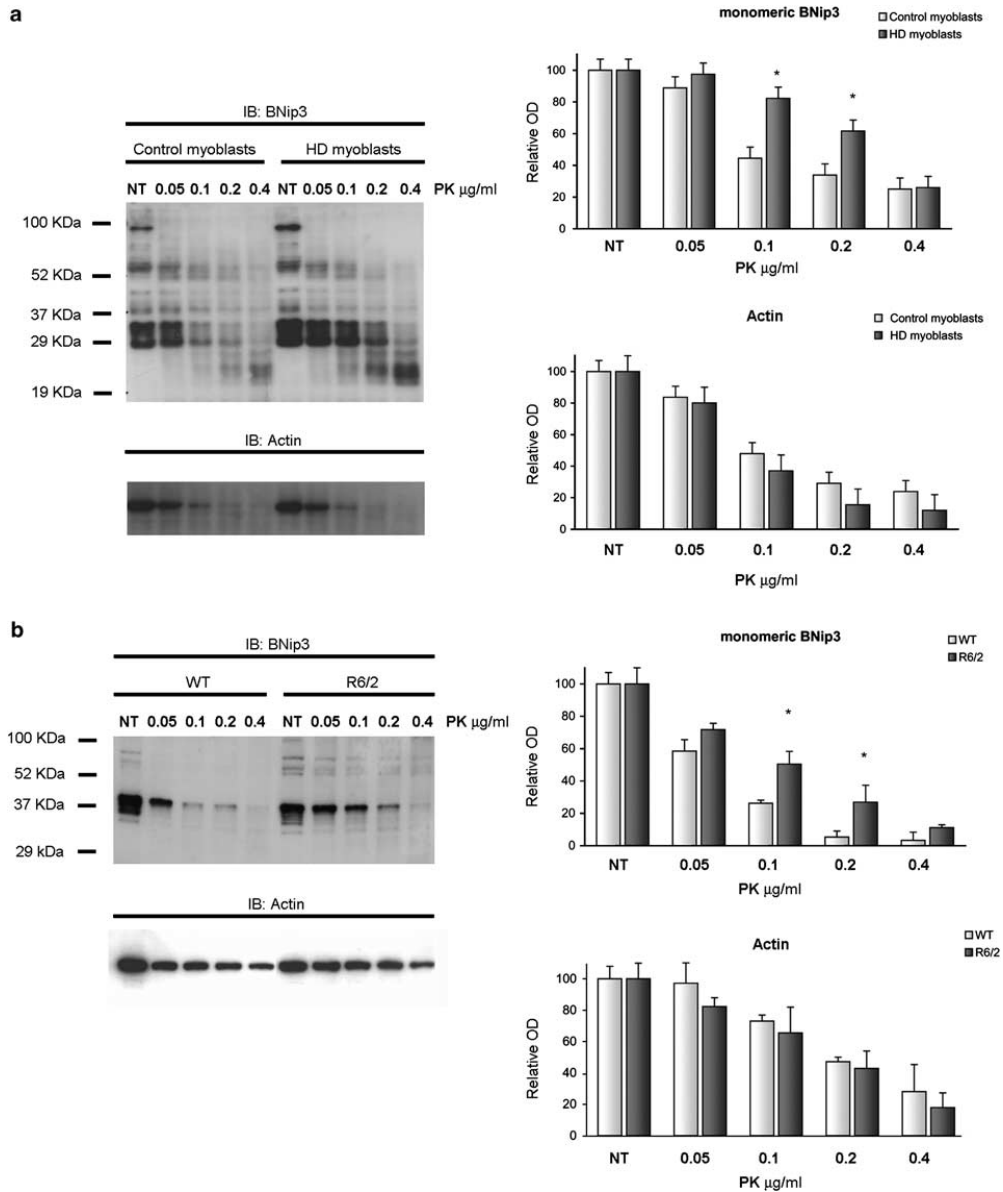 a
IB: BNip3
Control myoblasts HD myoblasts
NT 0.05 0.1 0.2 0.4 NT 0.05 0.1 0.2 0.4 PK µg/ml
100 KDa
52 KDa
37 KDa
29 KDa
19 KDa
IB: Actin
monomeric BNip3
Control myoblasts
HD myoblasts
Relative OD
100
80
60
40
20
0
* *
NT 0.05 0.1 0.2 0.4
PK µg/ml
Actin
Control myoblasts
HD myoblasts
Relative OD
100
80
60
40
20
0
NT 0.05 0.1 0.2 0.4
PK µg/ml
b
IB: BNip3
WT R6/2
NT 0.05 0.1 0.2 0.4 NT 0.05 0.1 0.2 0.4 PK µg/ml
100 KDa
52 KDa
37 KDa
29 kDa
IB: Actin
monomeric BNip3
WT
R6/2
Relative OD
100
80
60
40
20
0
* *
NT 0.05 0.1 0.2 0.4
PK µg/ml
Actin
WT
R6/2
Relative OD
100
80
60
40
20
0
NT 0.05 0.1 0.2 0.4
PK µg/ml